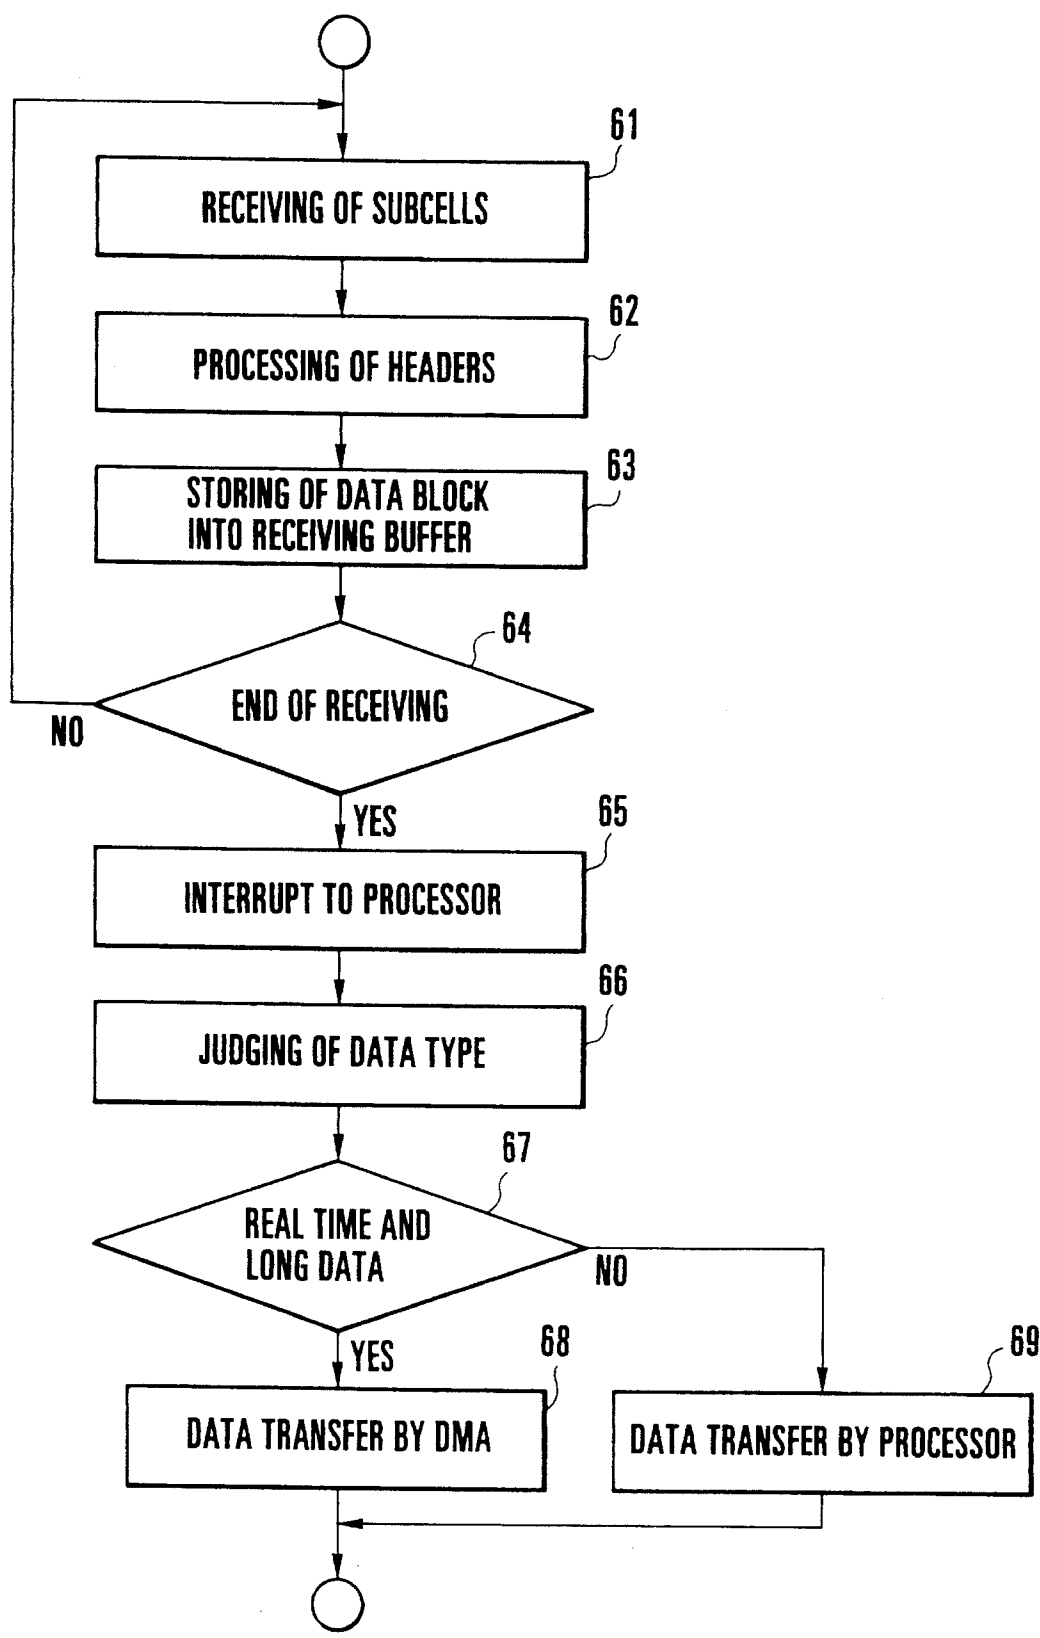 61
RECEIVING OF SUBCELLS
62
PROCESSING OF HEADERS
63
STORING OF DATA BLOCK
INTO RECEIVING BUFFER
64
END OF RECEIVING
NO
YES
65
INTERRUPT TO PROCESSOR
66
JUDGING OF DATA TYPE
67
REAL TIME AND
LONG DATA
NO
YES
68
69
DATA TRANSFER BY DMA
DATA TRANSFER BY PROCESSOR